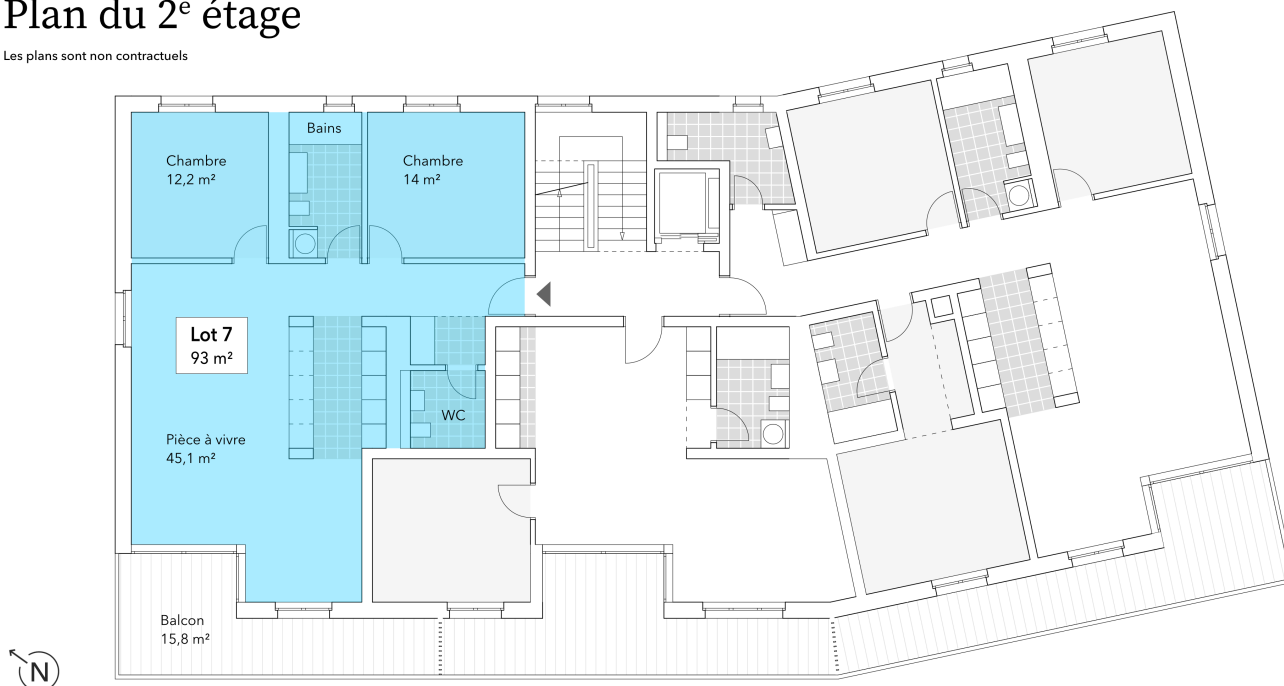 Plan du 2e étage
Les plans sont non contractuels
Bains
Chambre
12,2 m²
Chambre
14 m²
Lot 7
93 m²
WC
Pièce à vivre
45,1 m²
Balcon
15,8 m²
N